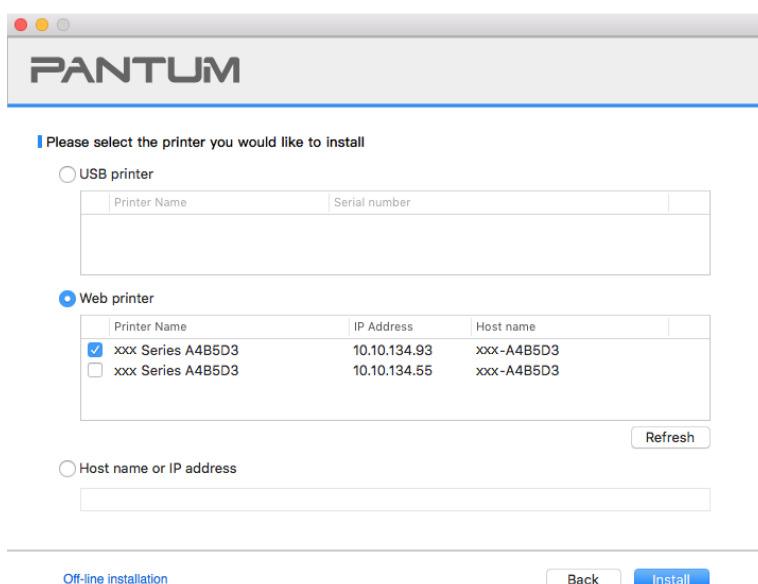 PANTUM
Please select the printer you would like to install
USB printer
Printer Name Serial number
Web printer
Printer Name IP Address Host name
xxx Series A4B5D3 10.10.134.93 xxx-A4B5D3
xxx Series A4B5D3 10.10.134.55 xxx-A4B5D3
Refresh
Host name or IP address
Off-line installation Back Install